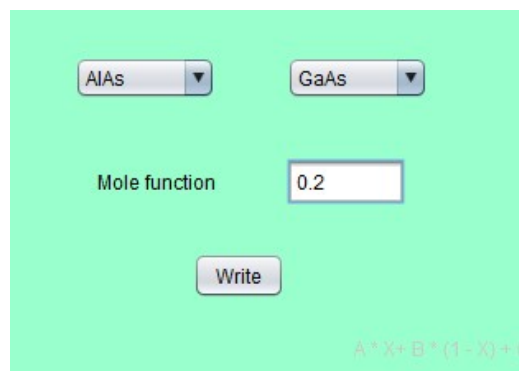 AlAs GaAs
Mole function 0.2
Write
A * X+ B * (1 - X) +